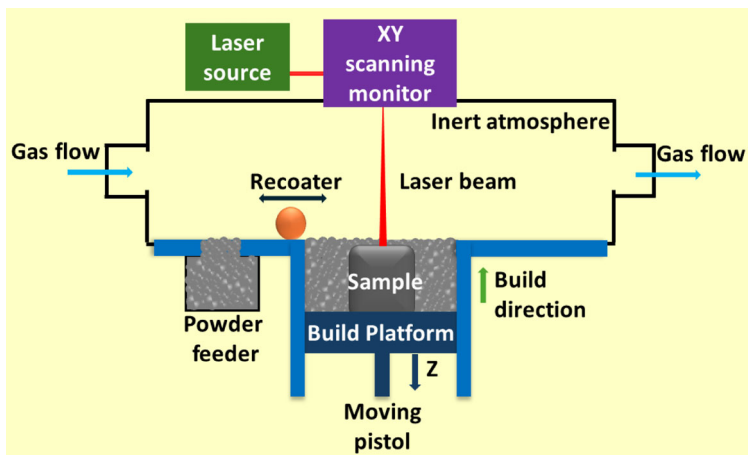 Laser
source
XY
scanning
monitor
Inert atmosphere
Gas flow
Gas flow
Recoater
Laser beam
Sample
Build
direction
Powder
feeder
Build Platform
Z
Moving
pistol